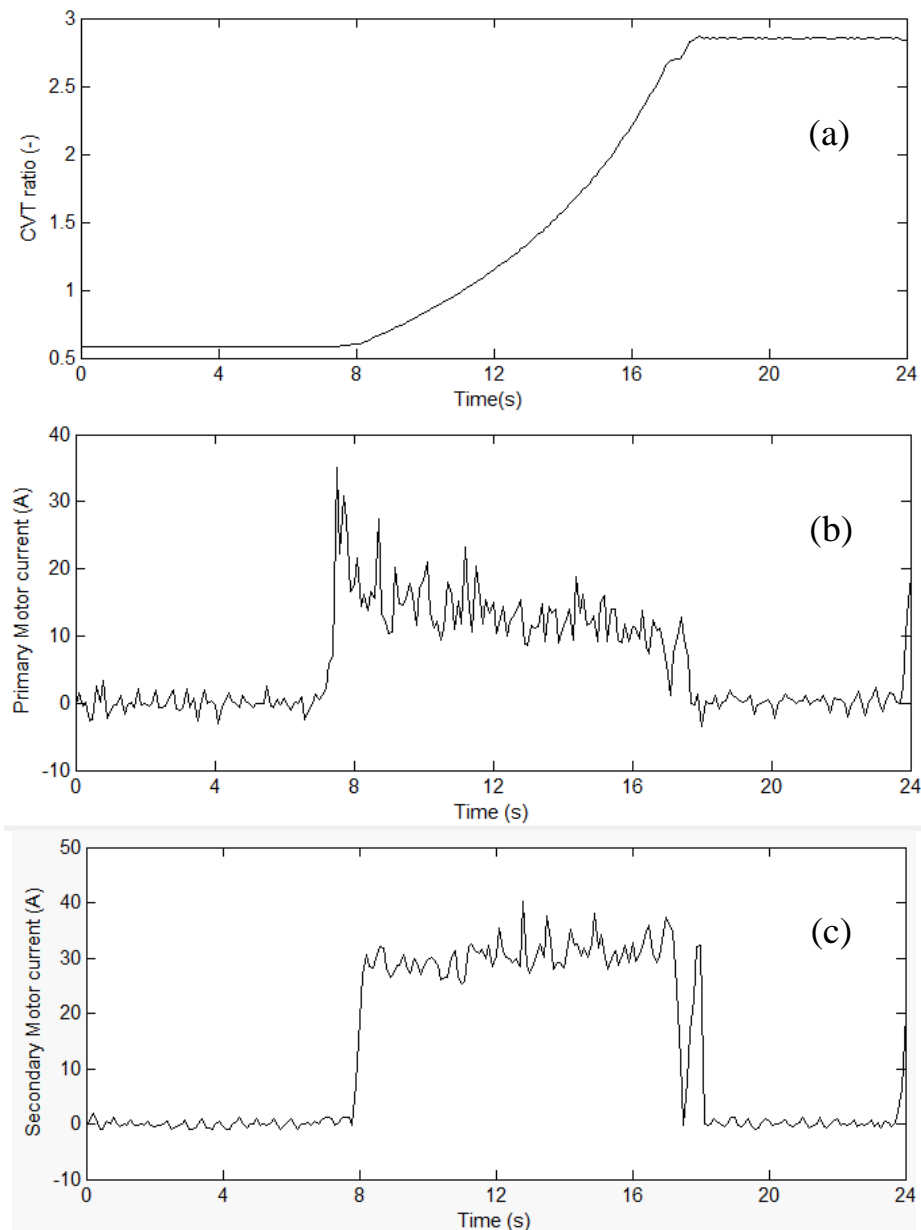 3
2.5
2
1.5
1
0.5
CVT ratio (-)
(a)
0 4 8 12 16 20 24
Time(s)
40
30
20
10
0
-10
Primary Motor current (A)
(b)
0 4 8 12 16 20 24
Time (s)
50
40
30
20
10
0
-10
Secondary Motor current (A)
(c)
0 4 8 12 16 20 24
Time (s)